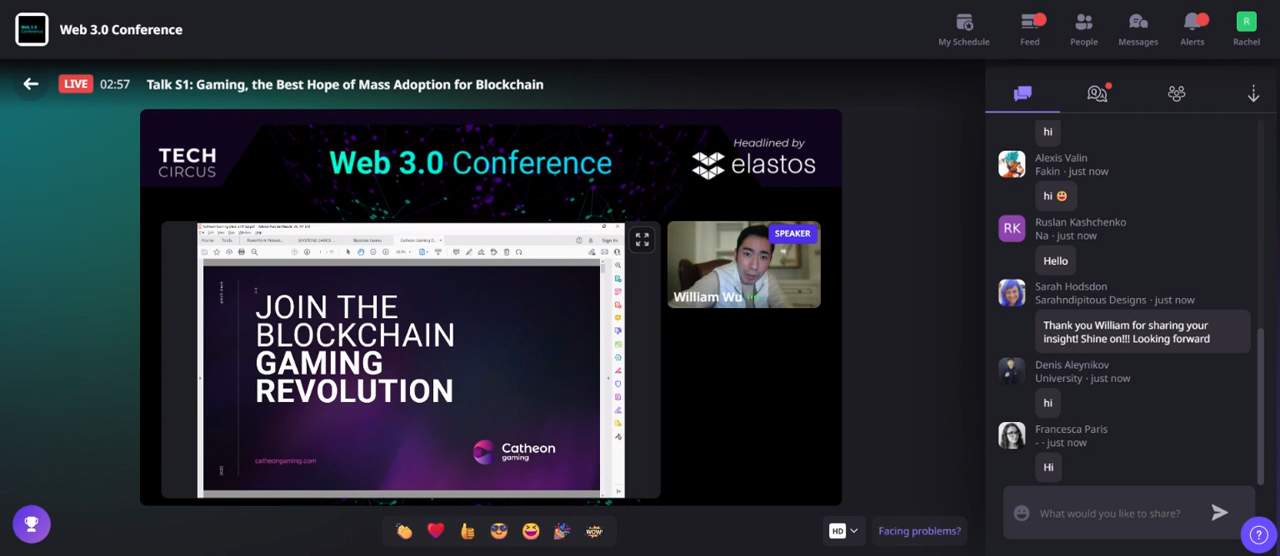 Web 3.0 Conference
My Schedule
Feed
People
Messages
Alerts
R
Rachel
LIVE 02:57 Talk S1: Gaming, the Best Hope of Mass Adoption for Blockchain
TECH
CIRCUS
Web 3.0 Conference
Headlined by
elastos
Home Tools
Sign In
JOIN THE
BLOCKCHAIN
GAMING
REVOLUTION
catheongaming.com
Catheon
gaming
SPEAKER
William Wu
hi
Alexis Valin
Fakin · just now
hi 😃
RK
Ruslan Kashchenko
Na · just now
Hello
Sarah Hodsdon
Sarahndipitous Designs · just now
Thank you William for sharing your
insight! Shine on!!! Looking forward
Denis Aleynikov
University · just now
hi
Francesca Paris
- · just now
Hi
What would you like to share?
WOW
HD
Facing problems?
?